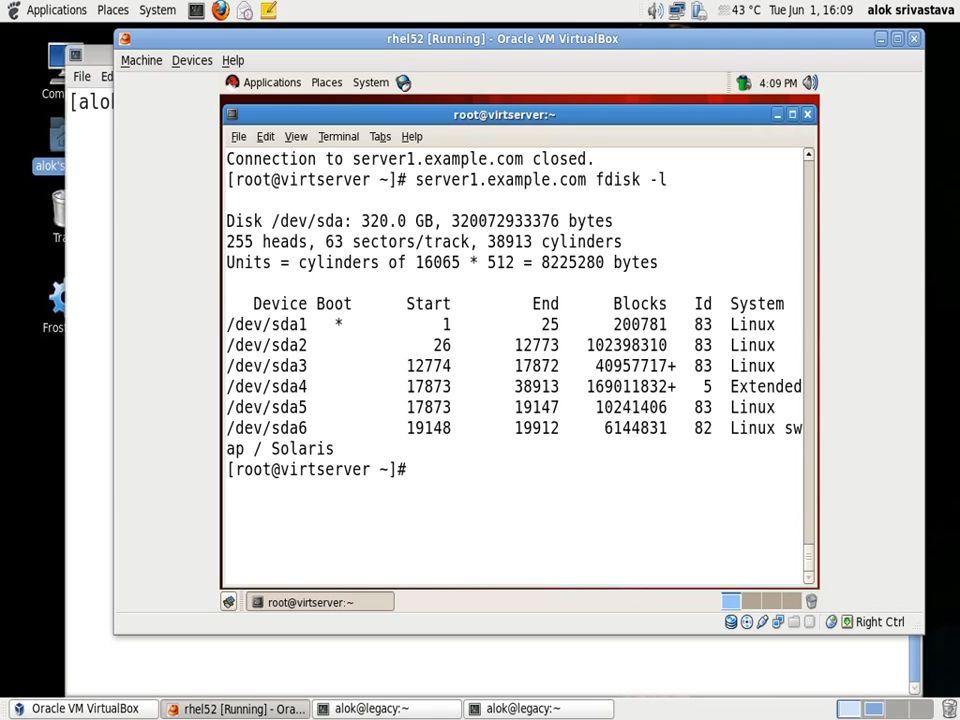 Applications Places System 43 °C Tue Jun 1, 16:09 alok srivastava
rhel52 [Running] - Oracle VM VirtualBox
Machine Devices Help
File Ed
[alok
Applications Places System 4:09 PM
root@virtserver:~
File Edit View Terminal Tabs Help
Connection to server1.example.com closed.
[root@virtserver ~]# server1.example.com fdisk -l
Disk /dev/sda: 320.0 GB, 320072933376 bytes
255 heads, 63 sectors/track, 38913 cylinders
Units = cylinders of 16065 * 512 = 8225280 bytes
Device Boot Start End Blocks Id System
/dev/sda1 * 1 25 200781 83 Linux
/dev/sda2 26 12773 102398310 83 Linux
/dev/sda3 12774 17872 40957717+ 83 Linux
/dev/sda4 17873 38913 169011832+ 5 Extended
/dev/sda5 17873 19147 10241406 83 Linux
/dev/sda6 19148 19912 6144831 82 Linux sw
ap / Solaris
[root@virtserver ~]#
Com
alok's
Tra
Fros
root@virtserver:~
Right Ctrl
Oracle VM VirtualBox rhel52 [Running] - Ora... alok@legacy:~ alok@legacy:~